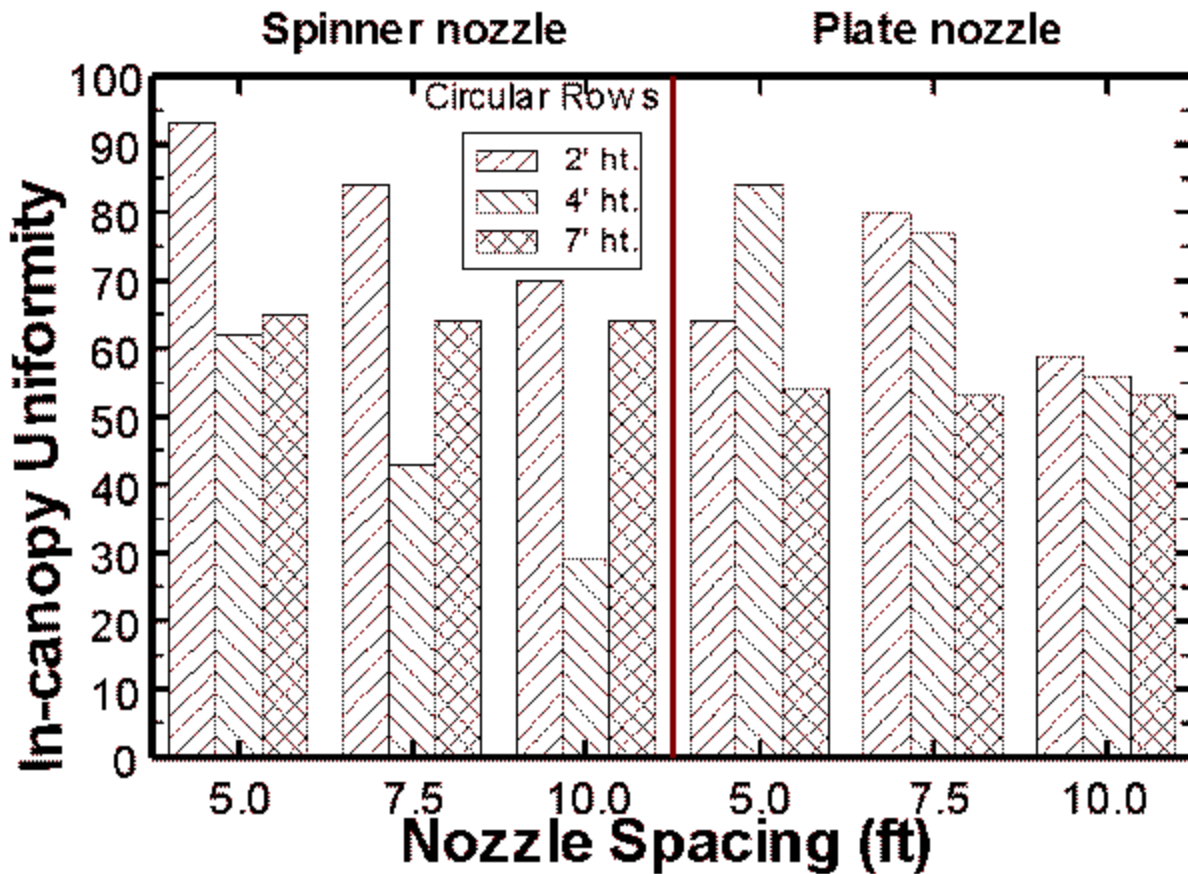 Spinner nozzle Plate nozzle
Circular Rows
2' ht.
4' ht.
7' ht.
In-canopy Uniformity
100
90
80
70
60
50
40
30
20
10
0
5.0 7.5 10.0 5.0 7.5 10.0
Nozzle Spacing (ft)